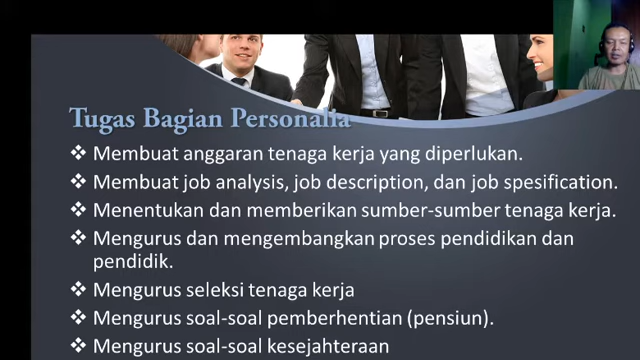 Tugas Bagian Personalia
❖ Membuat anggaran tenaga kerja yang diperlukan.
❖ Membuat job analysis, job description, dan job spesification.
❖ Menentukan dan memberikan sumber-sumber tenaga kerja.
❖ Mengurus dan mengembangkan proses pendidikan dan
pendidik.
❖ Mengurus seleksi tenaga kerja
❖ Mengurus soal-soal pemberhentian (pensiun).
❖ Mengurus soal-soal kesejahteraan